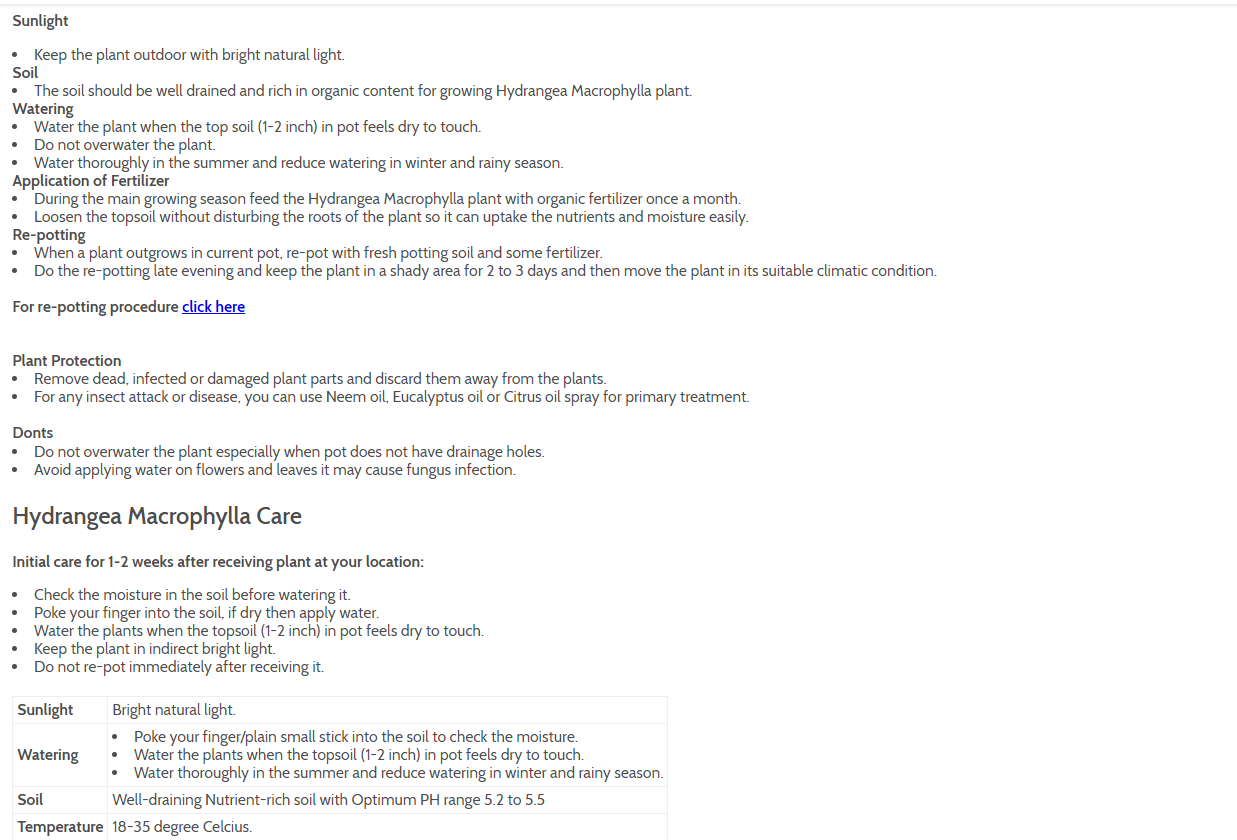 Sunlight
• Keep the plant outdoor with bright natural light.
Soil
• The soil should be well drained and rich in organic content for growing Hydrangea Macrophylla plant.
Watering
• Water the plant when the top soil (1-2 inch) in pot feels dry to touch.
• Do not overwater the plant.
• Water thoroughly in the summer and reduce watering in winter and rainy season.
Application of Fertilizer
• During the main growing season feed the Hydrangea Macrophylla plant with organic fertilizer once a month.
• Loosen the topsoil without disturbing the roots of the plant so it can uptake the nutrients and moisture easily.
Re-potting
• When a plant outgrows in current pot, re-pot with fresh potting soil and some fertilizer.
• Do the re-potting late evening and keep the plant in a shady area for 2 to 3 days and then move the plant in its suitable climatic condition.
For re-potting procedure click here
Plant Protection
• Remove dead, infected or damaged plant parts and discard them away from the plants.
• For any insect attack or disease, you can use Neem oil, Eucalyptus oil or Citrus oil spray for primary treatment.
Donts
• Do not overwater the plant especially when pot does not have drainage holes.
• Avoid applying water on flowers and leaves it may cause fungus infection.
Hydrangea Macrophylla Care
Initial care for 1-2 weeks after receiving plant at your location:
• Check the moisture in the soil before watering it.
• Poke your finger into the soil, if dry then apply water.
• Water the plants when the topsoil (1-2 inch) in pot feels dry to touch.
• Keep the plant in indirect bright light.
• Do not re-pot immediately after receiving it.
Sunlight Bright natural light.
Watering
• Poke your finger/plain small stick into the soil to check the moisture.
• Water the plants when the topsoil (1-2 inch) in pot feels dry to touch.
• Water thoroughly in the summer and reduce watering in winter and rainy season.
Soil Well-draining Nutrient-rich soil with Optimum PH range 5.2 to 5.5
Temperature 18-35 degree Celcius.